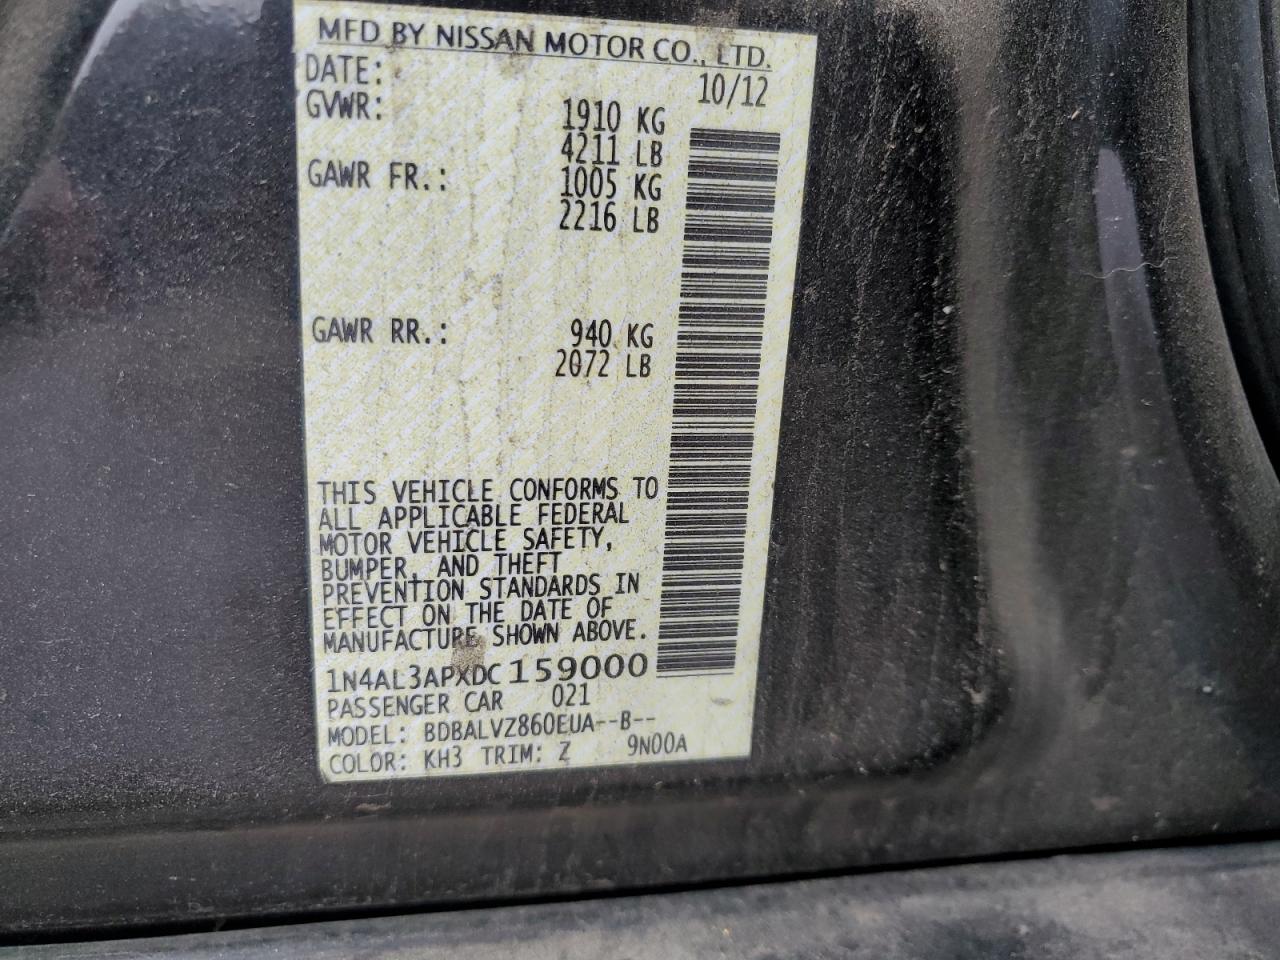 MFD BY NISSAN MOTOR CO., LTD.
DATE: 10/12
GVWR: 1910 KG
4211 LB
GAWR FR.: 1005 KG
2216 LB
GAWR RR.: 940 KG
2072 LB
THIS VEHICLE CONFORMS TO
ALL APPLICABLE FEDERAL
MOTOR VEHICLE SAFETY,
BUMPER, AND THEFT
PREVENTION STANDARDS IN
EFFECT ON THE DATE OF
MANUFACTURE SHOWN ABOVE.
1N4AL3APXDC159000
PASSENGER CAR 021
MODEL: BDBALVZ860EUA--B--
COLOR: KH3 TRIM: Z 9N00A